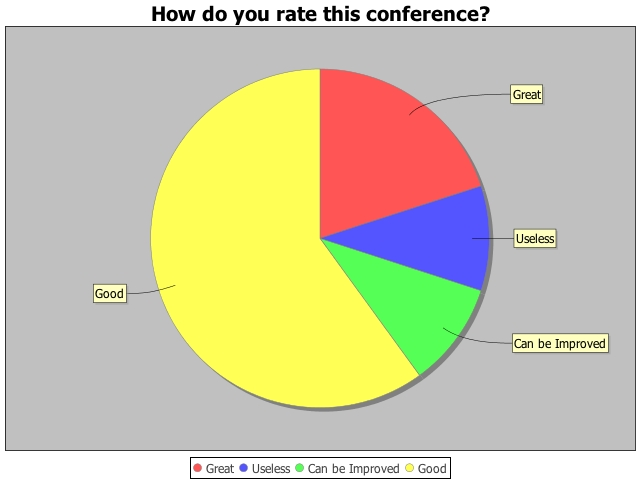 How do you rate this conference?
Great
Useless
Good
Can be Improved
Great Useless Can be Improved Good